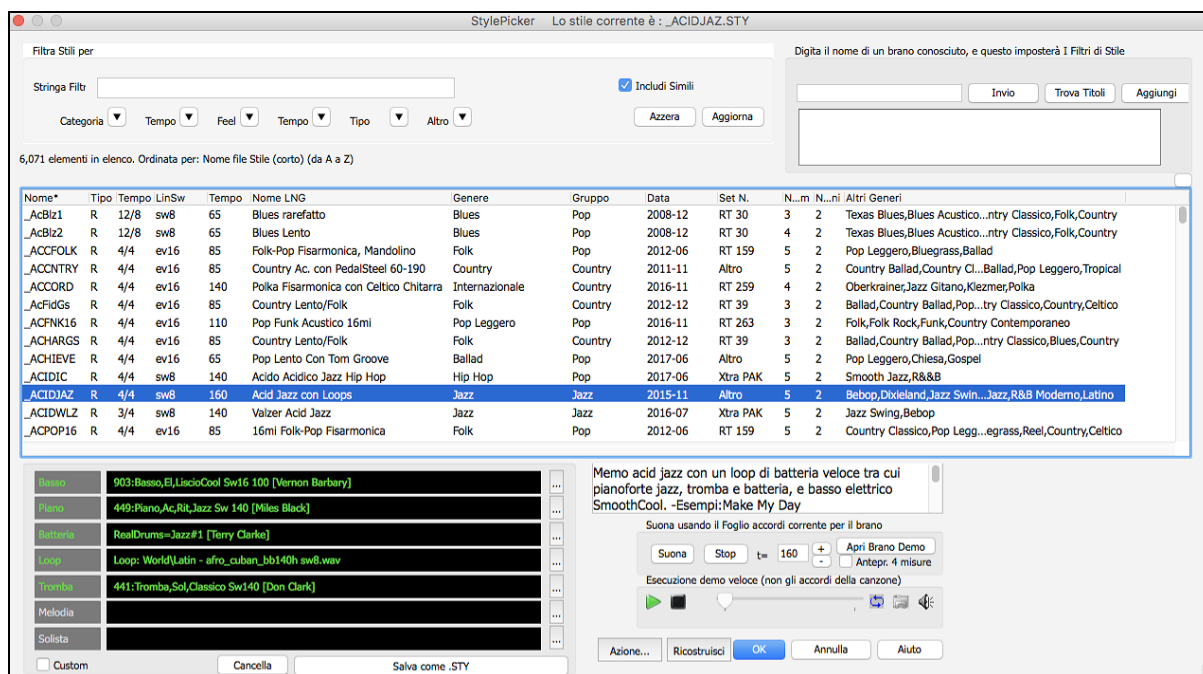 StylePicker Lo stile corrente è : _ACIDJAZ.STY
Filtra Stili per
Digita il nome di un brano conosciuto, e questo imposterà I Filtri di Stile
Stringa Filtr
Includi Simili
Invio Trova Titoli Aggiungi
Categoria ▼ Tempo ▼ Feel ▼ Tempo ▼ Tipo ▼ Altro ▼ Azzera Aggiorna
6,071 elementi in elenco. Ordinata per: Nome file Stile (corto) (da A a Z)
Nome* Tipo Tempo LinSw Tempo Nome LNG Genere Gruppo Data Set N. N...m N...ni Altri Generi
_AcBlz1 R 12/8 sw8 65 Blues rarefatto Blues Pop 2008-12 RT 30 3 2 Texas Blues,Blues Acustico...ntry Classico,Folk,Country
_AcBlz2 R 12/8 sw8 65 Blues Lento Blues Pop 2008-12 RT 30 4 2 Texas Blues,Blues Acustico...ntry Classico,Folk,Country
_ACCFOLK R 4/4 ev16 85 Folk-Pop Fisarmonica, Mandolino Folk Pop 2012-06 RT 159 5 2 Pop Leggero,Bluegrass,Ballad
_ACCNTRY R 4/4 ev16 85 Country Ac. con PedalSteel 60-190 Country Country 2011-11 Altro 5 2 Country Ballad,Country Cl...Ballad,Pop Leggero,Tropical
_ACCORD R 4/4 ev16 140 Polka Fisarmonica con Celtico Chitarra Internazionale Country 2016-11 RT 259 4 2 Oberkrainer,Jazz Gitano,Klezmer,Polka
_AcFidGs R 4/4 ev16 85 Country Lento/Folk Folk Country 2012-12 RT 39 3 2 Ballad,Country Ballad,Pop...try Classico,Country,Celtico
_ACFNK16 R 4/4 ev16 110 Pop Funk Acustico 16mi Pop Leggero Pop 2016-11 RT 263 3 2 Folk,Folk Rock,Funk,Country Contemporaneo
_ACHARGS R 4/4 ev16 85 Country Lento/Folk Folk Country 2012-12 RT 39 3 2 Ballad,Country Ballad,Pop...ntry Classico,Blues,Country
_ACHIEVE R 4/4 ev16 65 Pop Lento Con Tom Groove Ballad Pop 2017-06 Altro 5 2 Pop Leggero,Chiesa,Gospel
_ACIDIC R 4/4 sw8 140 Acido Acidico Jazz Hip Hop Hip Hop Pop 2017-06 Xtra PAK 5 2 Smooth Jazz,R&&B
_ACIDJAZ R 4/4 sw8 160 Acid Jazz con Loops Jazz Jazz 2015-11 Altro 5 2 Bebop,Dixieland,Jazz Swin...Jazz,R&B Moderno,Latino
_ACIDWLZ R 3/4 sw8 140 Valzer Acid Jazz Jazz Jazz 2016-07 Xtra PAK 5 2 Jazz Swing,Bebop
_ACPOP16 R 4/4 ev16 85 16mi Folk-Pop Fisarmonica Folk Pop 2012-06 RT 159 5 2 Country Classico,Pop Legg...egrass,Reel,Country,Celtico
Basso 903:Basso,El,LiscioCool Sw16 100 [Vernon Barbary] ...
Piano 449:Piano,Ac,Rit,Jazz Sw 140 [Miles Black] ...
Batteria RealDrums=Jazz#1 [Terry Clarke] ...
Loop Loop: World\Latin - afro_cuban_bb140h sw8.wav ...
Tromba 441:Tromba,Sol,Classico Sw140 [Don Clark] ...
Melodia ...
Solista ...
Custom Cancella Salva come .STY
Memo acid jazz con un loop di batteria veloce tra cui
pianoforte jazz, tromba e batteria, e basso elettrico
SmoothCool. -Esempi:Make My Day
Suona usando il Foglio accordi corrente per il brano
Suona Stop t= 160 + - Apri Brano Demo
Antepr. 4 misure
Esecuzione demo veloce (non gli accordi della canzone)
Azione... Ricostruisci OK Annulla Aiuto